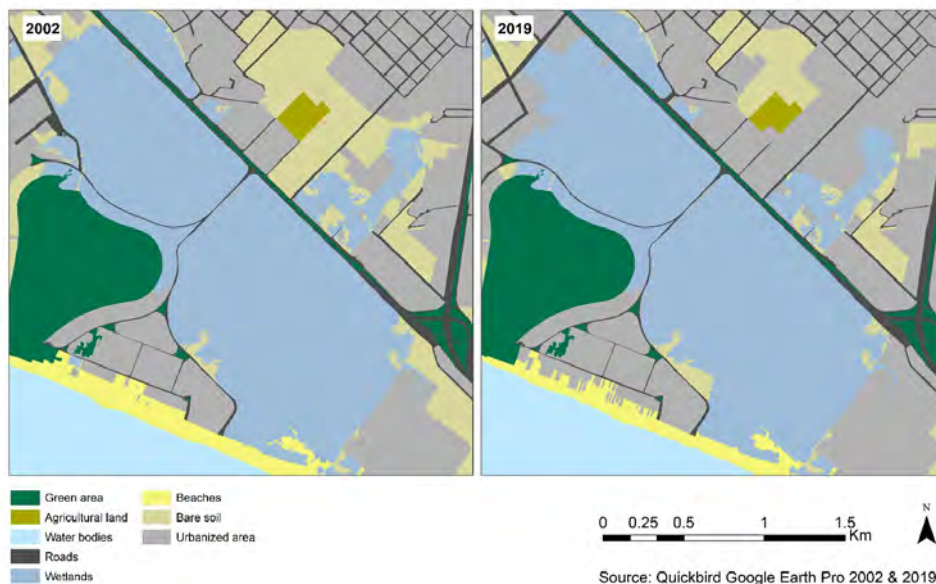 2002
2019
Green area
Agricultural land
Water bodies
Roads
Wetlands
Beaches
Bare soil
Urbanized area
0 0.25 0.5 1 1.5
Km
N
Source: Quickbird Google Earth Pro 2002 & 2019